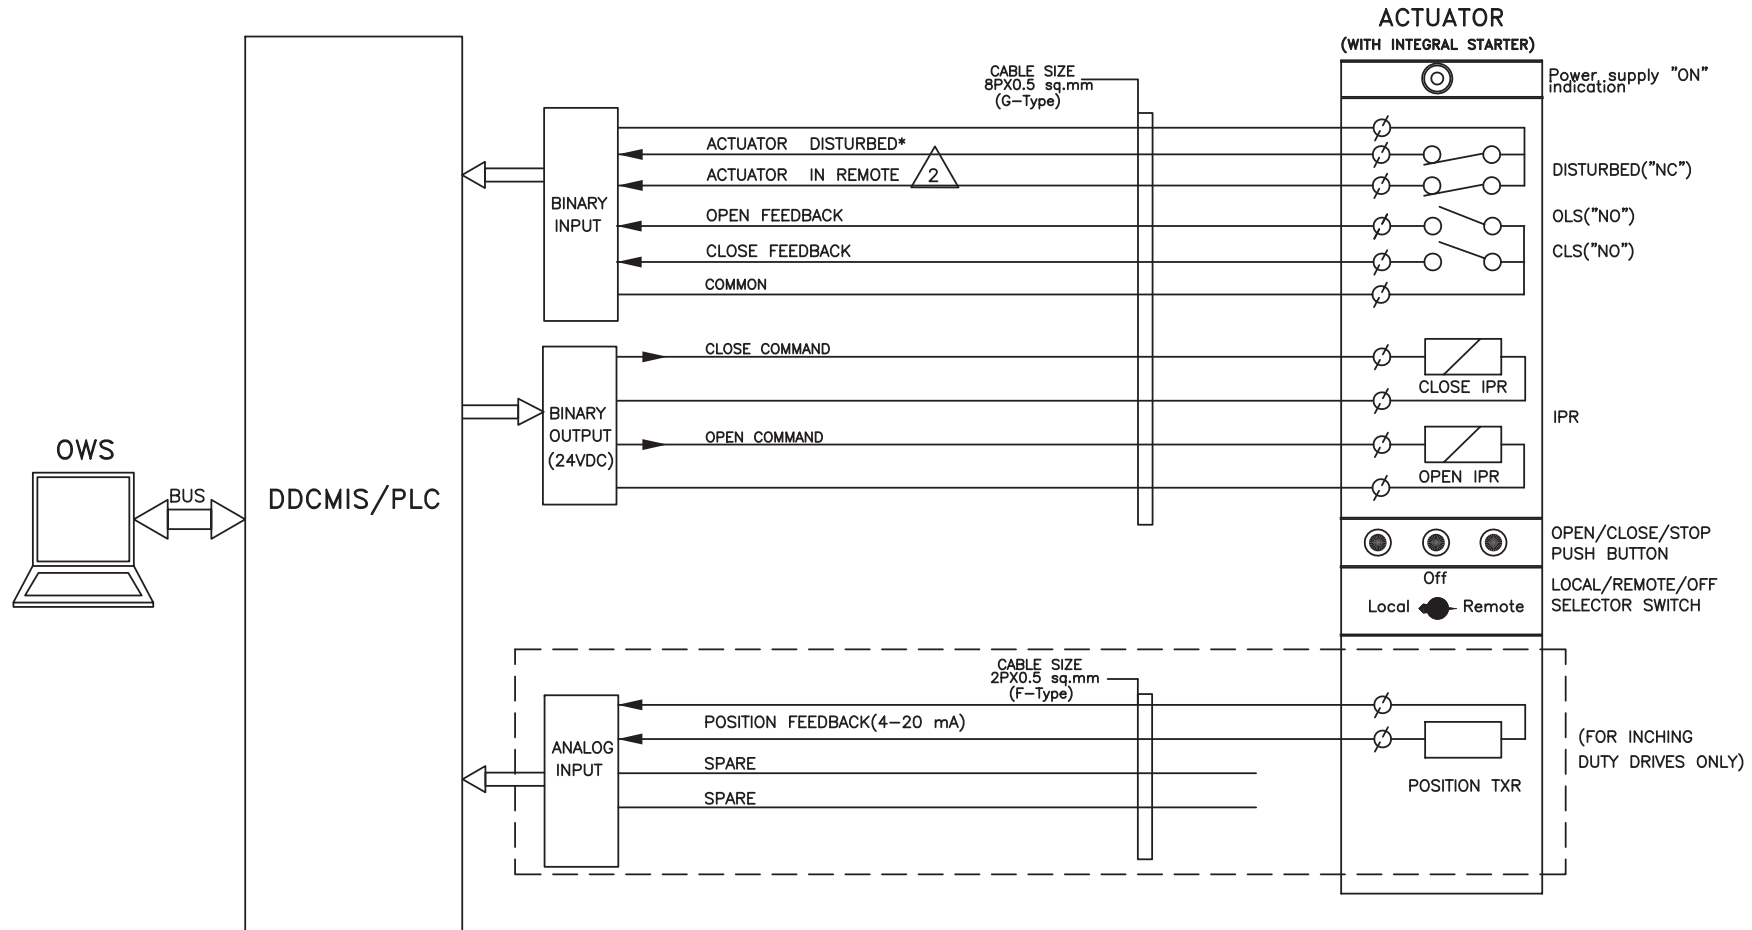 ACTUATOR
(WITH INTEGRAL STARTER)
CABLE SIZE
8PX0.5 sq.mm
(G-Type)
Power supply "ON"
indication
ACTUATOR DISTURBED*
ACTUATOR IN REMOTE
2
DISTURBED("NC")
BINARY
INPUT
OPEN FEEDBACK
OLS("NO")
CLOSE FEEDBACK
CLS("NO")
COMMON
CLOSE COMMAND
CLOSE IPR
BINARY
OUTPUT
(24VDC)
IPR
OPEN COMMAND
OPEN IPR
OWS
BUS
DDCMIS/PLC
OPEN/CLOSE/STOP
PUSH BUTTON
Off
Local
Remote
LOCAL/REMOTE/OFF
SELECTOR SWITCH
CABLE SIZE
2PX0.5 sq.mm
(F-Type)
POSITION FEEDBACK(4-20 mA)
ANALOG
INPUT
SPARE
SPARE
POSITION TXR
(FOR INCHING
DUTY DRIVES ONLY)